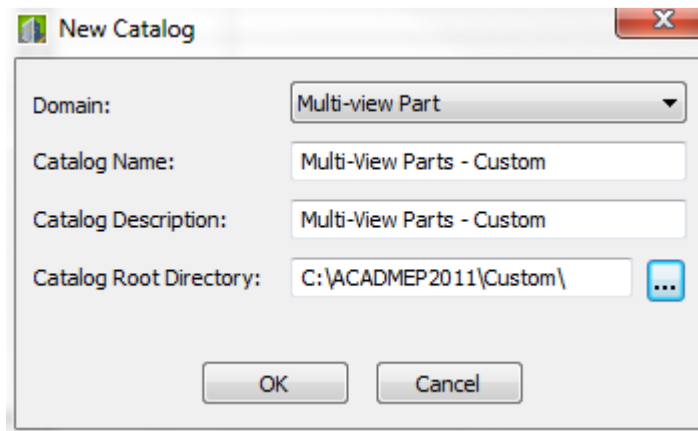 New Catalog
Domain: Multi-view Part
Catalog Name: Multi-View Parts - Custom
Catalog Description: Multi-View Parts - Custom
Catalog Root Directory: C:\ACADMEP2011\Custom\ ...
OK Cancel